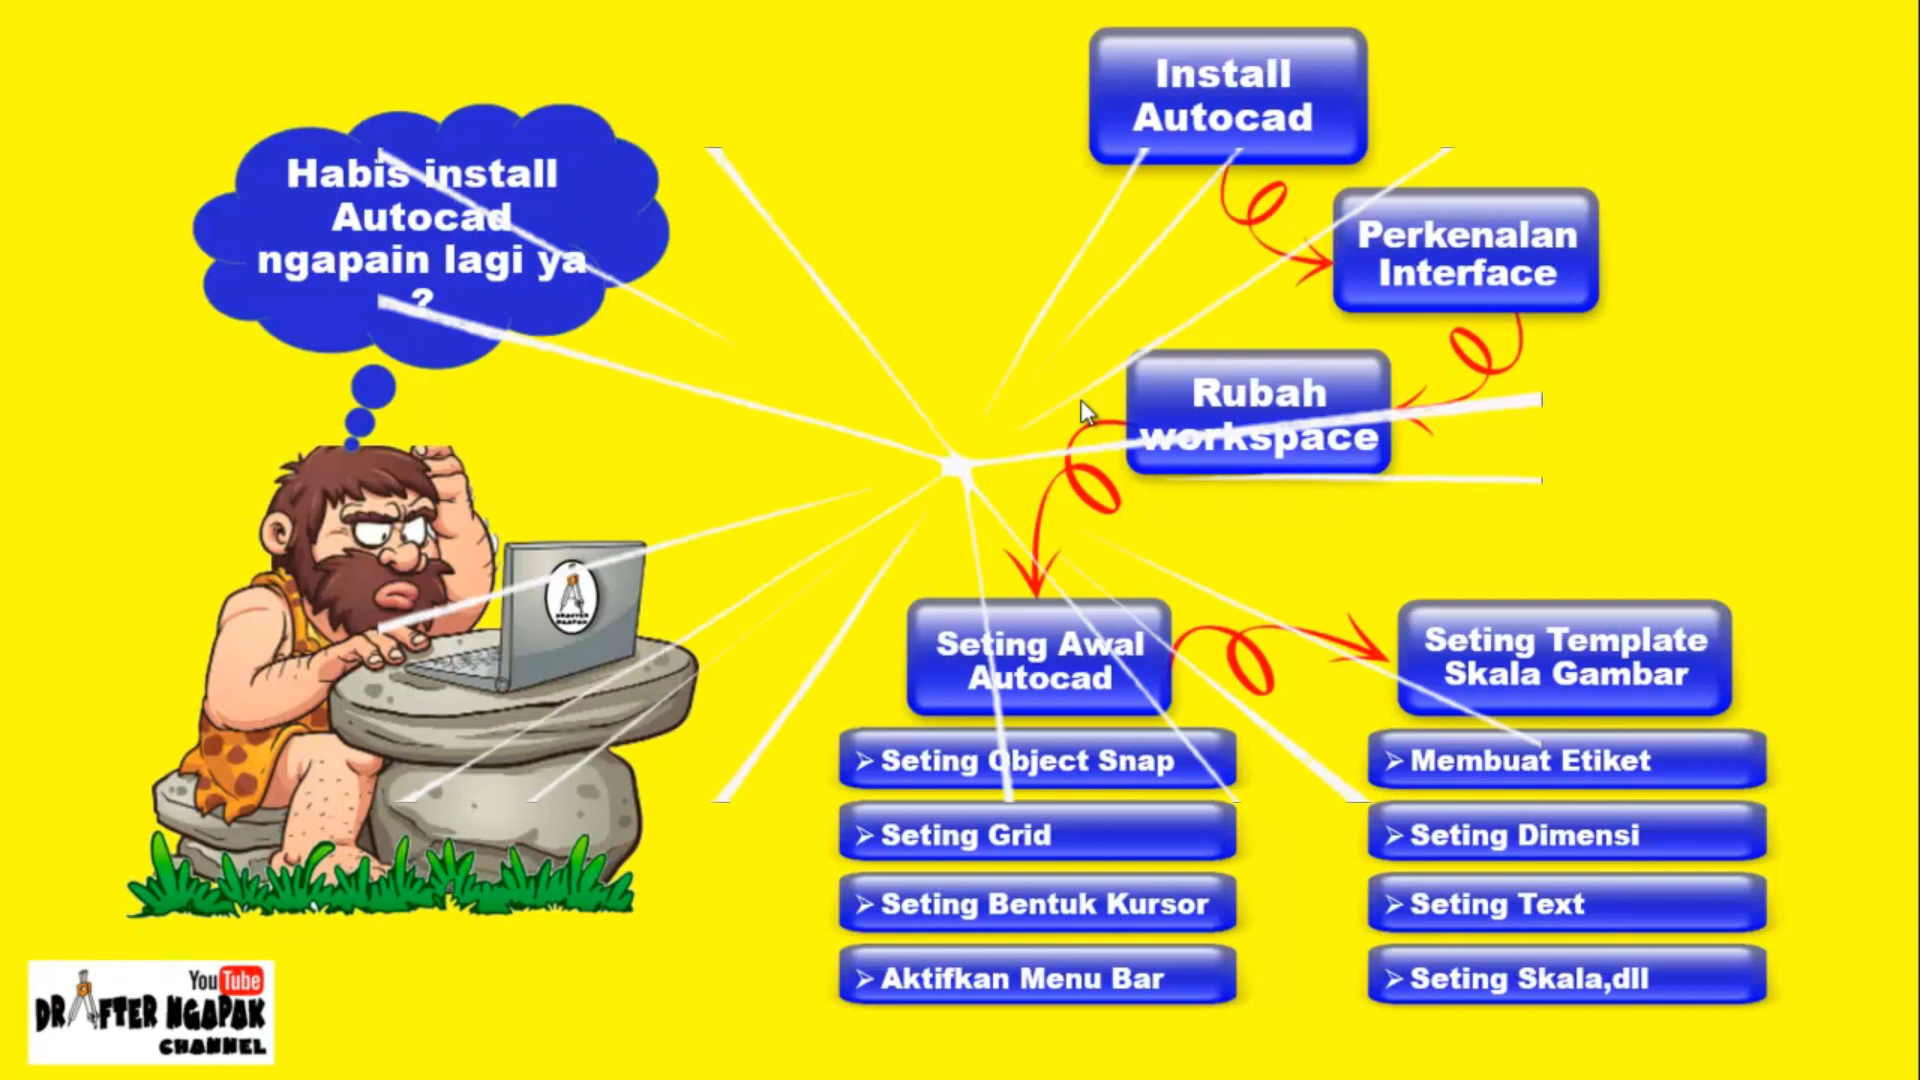 Habis install
Autocad
ngapain lagi ya
?
Install
Autocad
Perkenalan
Interface
Rubah
workspace
Seting Awal
Autocad
Seting Object Snap
Seting Grid
Seting Bentuk Kursor
Aktifkan Menu Bar
Seting Template
Skala Gambar
Membuat Etiket
Seting Dimensi
Seting Text
Seting Skala,dll
YouTube
DRAFTER NGAPAK
CHANNEL